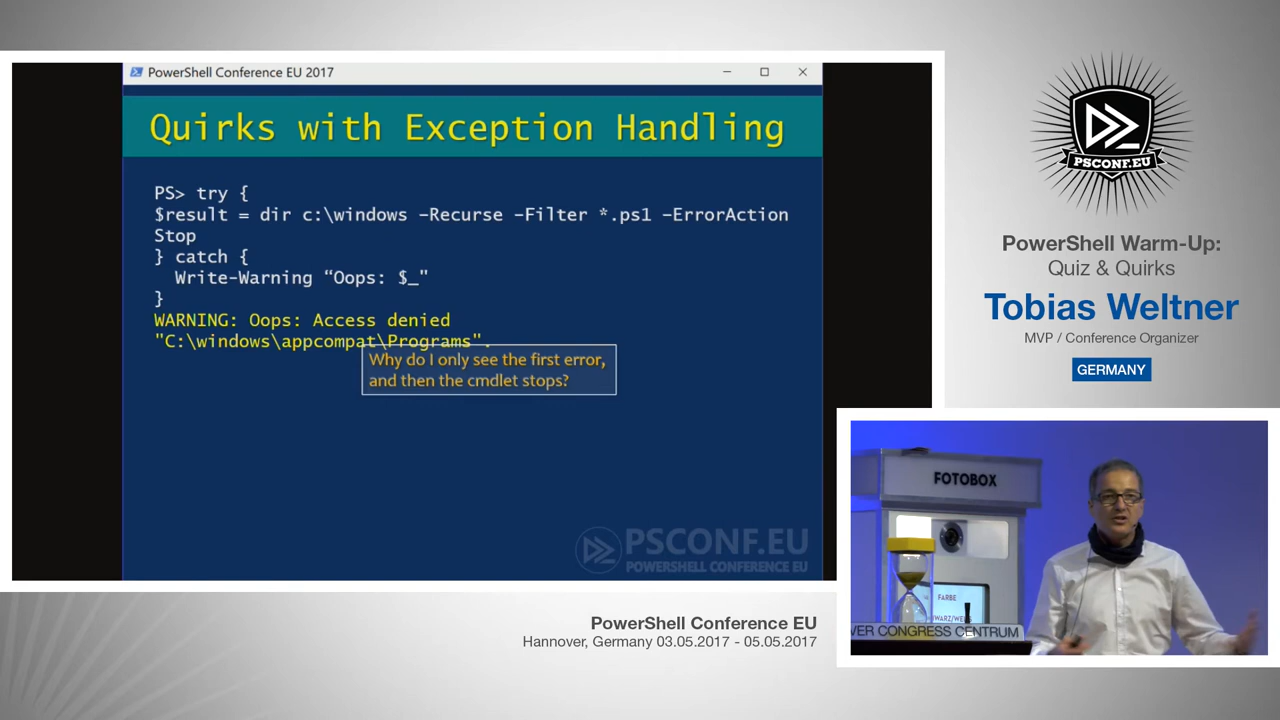 PowerShell Conference EU 2017
Quirks with Exception Handling
PS> try {
$result = dir c:\windows -Recurse -Filter *.ps1 -ErrorAction
Stop
} catch {
Write-Warning “Oops: $_"
}
WARNING: Oops: Access denied
"C:\windows\appcompat\Programs".
Why do I only see the first error,
and then the cmdlet stops?
PSCONF.EU
POWERSHELL CONFERENCE EU
PSCONF.EU
PowerShell Warm-Up:
Quiz & Quirks
Tobias Weltner
MVP / Conference Organizer
GERMANY
FOTOBOX
FARBE
VER CONGRESS CENTRUM
PowerShell Conference EU
Hannover, Germany 03.05.2017 - 05.05.2017